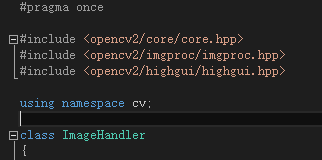 #pragma once
#include <opencv2/core/core.hpp>
#include <opencv2/imgproc/imgproc.hpp>
#include <opencv2/highgui/highgui.hpp>
using namespace cv;
class ImageHandler
{